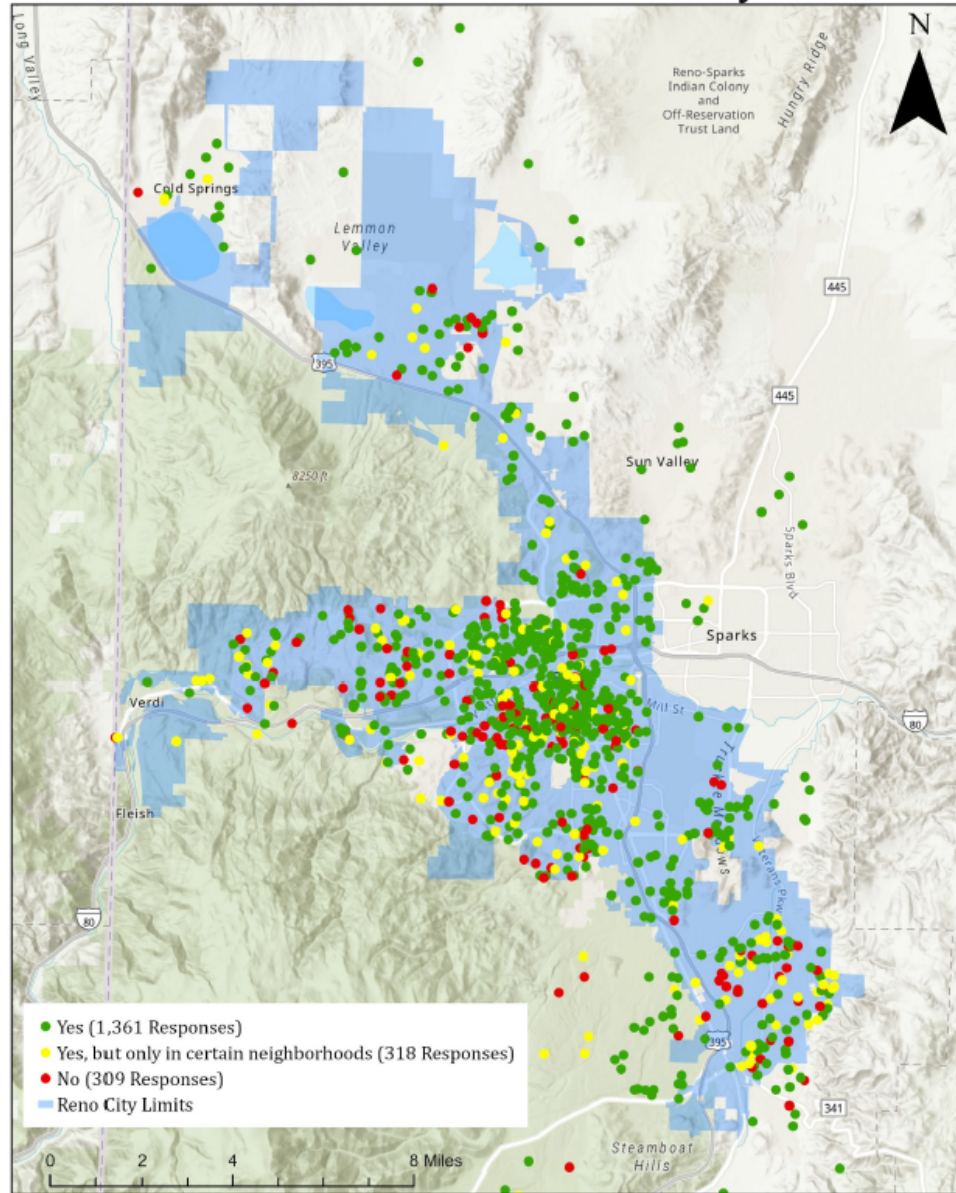 N
Long Valley
Reno-Sparks
Indian Colony
and
Off-Reservation
Trust Land
Hungry Ridge
Cold Springs
Lemmon
Valley
445
395
445
Sun Valley
8250 ft
Sparks Blvd
Sparks
Verdi
Mill St
80
Truckee Meadows
Fleish
Veterans Pkwy
80
Yes (1,361 Responses)
Yes, but only in certain neighborhoods (318 Responses)
No (309 Responses)
Reno City Limits
395
341
Steamboat
Hills
0 2 4 8 Miles